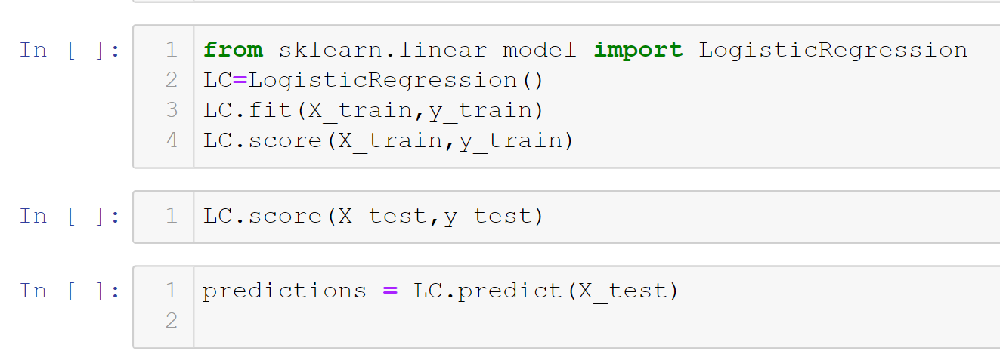 In [ ]:
1 from sklearn.linear_model import LogisticRegression
2 LC=LogisticRegression()
3 LC.fit(X_train,y_train)
4 LC.score(X_train,y_train)
In [ ]:
1 LC.score(X_test,y_test)
In [ ]:
1 predictions = LC.predict(X_test)
2